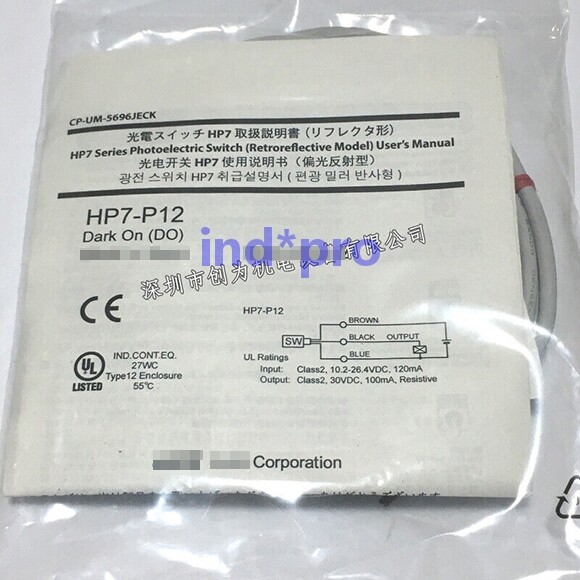 CP-UM-5696JECK
光電スイッチ HP7 取扱説明書（リフレクタ形）
HP7 Series Photoelectric Switch (Retroreflective Model) User's Manual
光电开关 HP7 使用说明书（偏光反射型）
광전 스위치 HP7 취급설명서 ( 편광 밀러 반사형 )
HP7-P12
Dark On (DO)
ind*pro
深圳市创为机电设备有限公司
CE
HP7-P12
BROWN
SW
BLACK OUTPUT
BLUE
UL
LISTED
IND.CONT.EQ.
27WC
Type12 Enclosure
55℃
UL Ratings
Input: Class2, 10.2-26.4VDC, 120mA
Output: Class2, 30VDC, 100mA, Resistive
Corporation